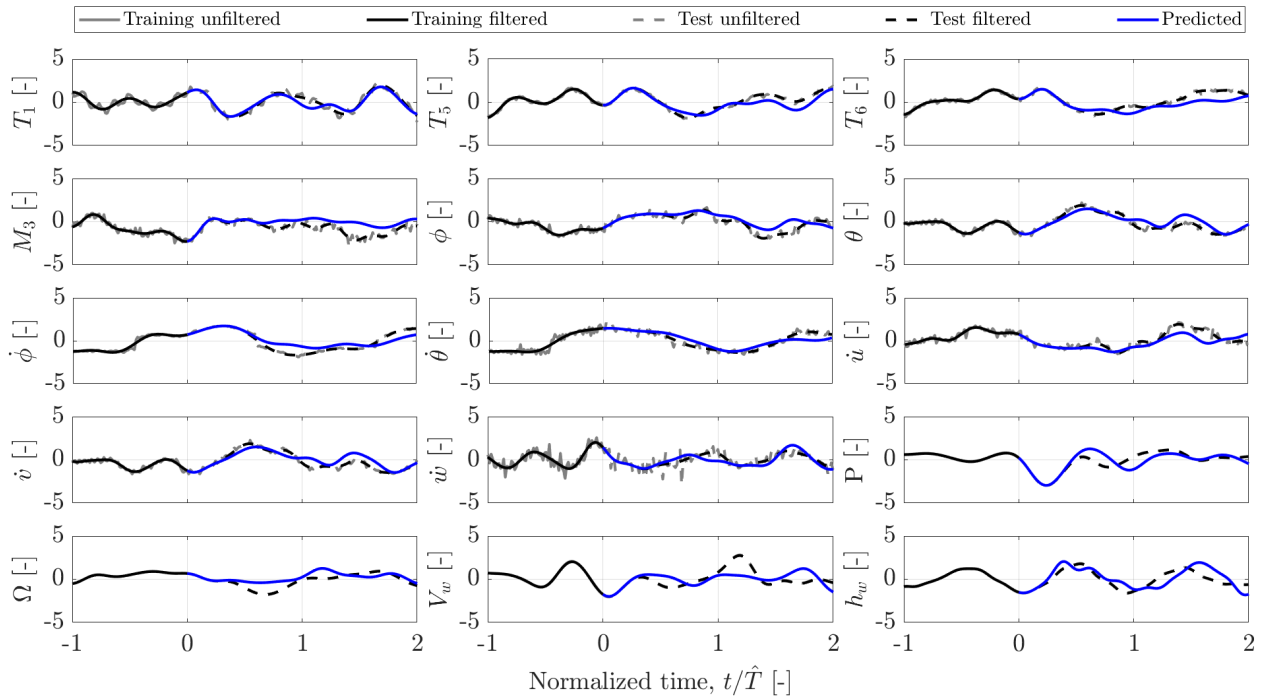 Training unfiltered Training filtered Test unfiltered Test filtered Predicted
5 5 5
T₁ [-] 0 T₅ [-] 0 T₆ [-] 0
-5 -5 -5
5 5 5
M₃ [-] 0 ϕ [-] 0 θ [-] 0
-5 -5 -5
5 5 5
ϕ̇ [-] 0 θ̇ [-] 0 u̇ [-] 0
-5 -5 -5
5 5 5
v̇ [-] 0 ẇ [-] 0 P [-] 0
-5 -5 -5
5 5 5
Ω [-] 0 V_w [-] 0 h_w [-] 0
-5 -5 -5
-1 0 1 2 -1 0 1 2 -1 0 1 2
Normalized time, t/T̂ [-]